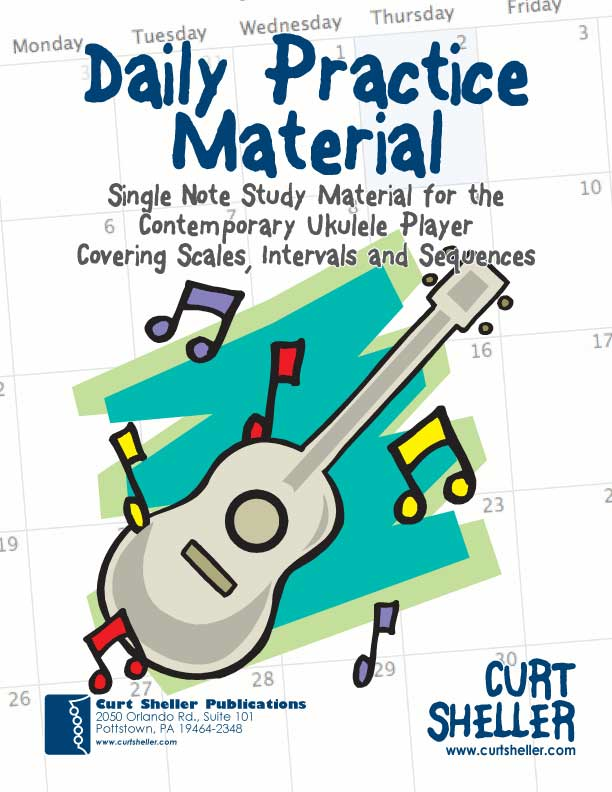 Monday Tuesday Wednesday Thursday Friday
1 2 3
Daily Practice
Material
Single Note Study Material for the
Contemporary Ukulele Player
Covering Scales, Intervals and Sequences
6 7 8 10
16 17
19 23
26 27 28 29 30
CURT
SHELLER
www.curtsheller.com
Curt Sheller Publications
2050 Orlando Rd., Suite 101
Pottstown, PA 19464-2348
www.curtsheller.com